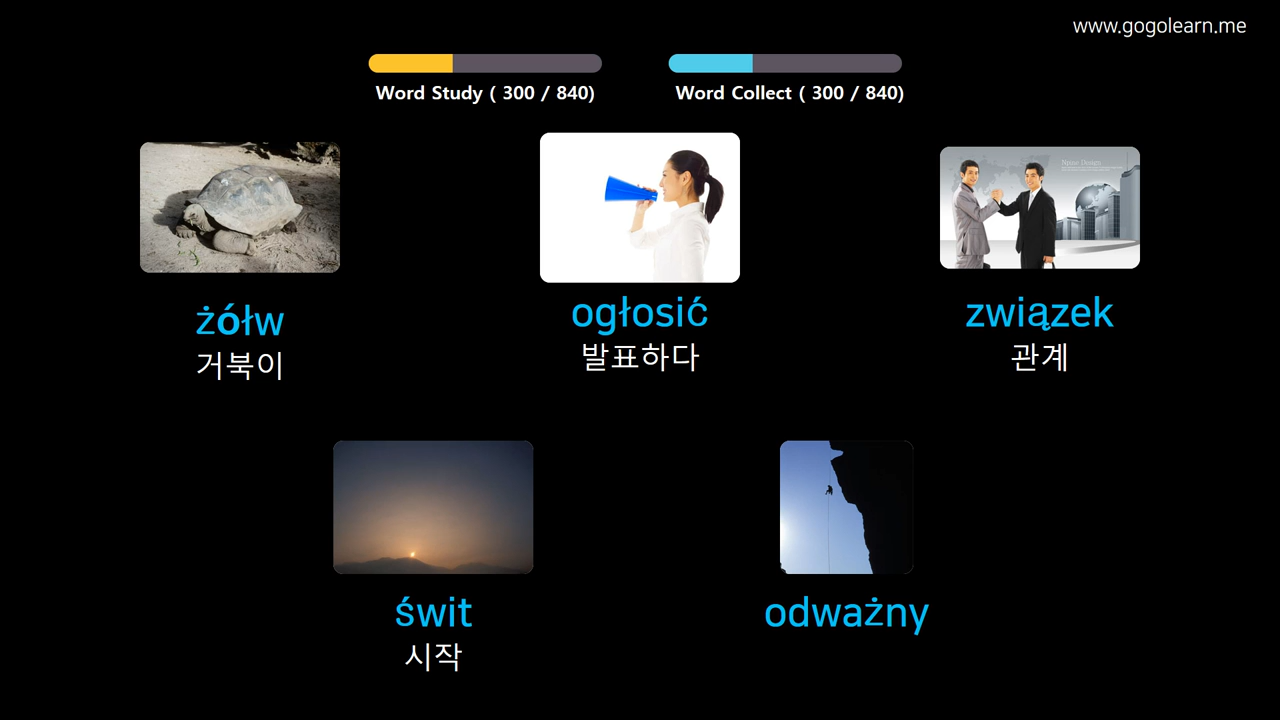 www.gogolearn.me
Word Study ( 300 / 840)
Word Collect ( 300 / 840)
żółw
거북이
ogłosić
발표하다
związek
관계
świt
시작
odważny